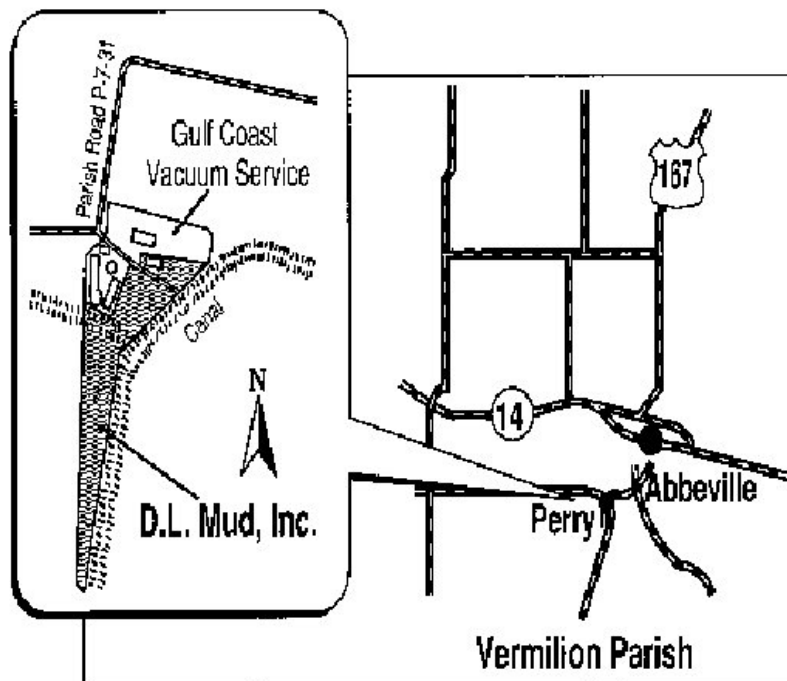 Parish Road P-7-31
Gulf Coast
Vacuum Service
Canal
N
D.L. Mud, Inc.
167
14
Abbeville
Perry
Vermilion Parish